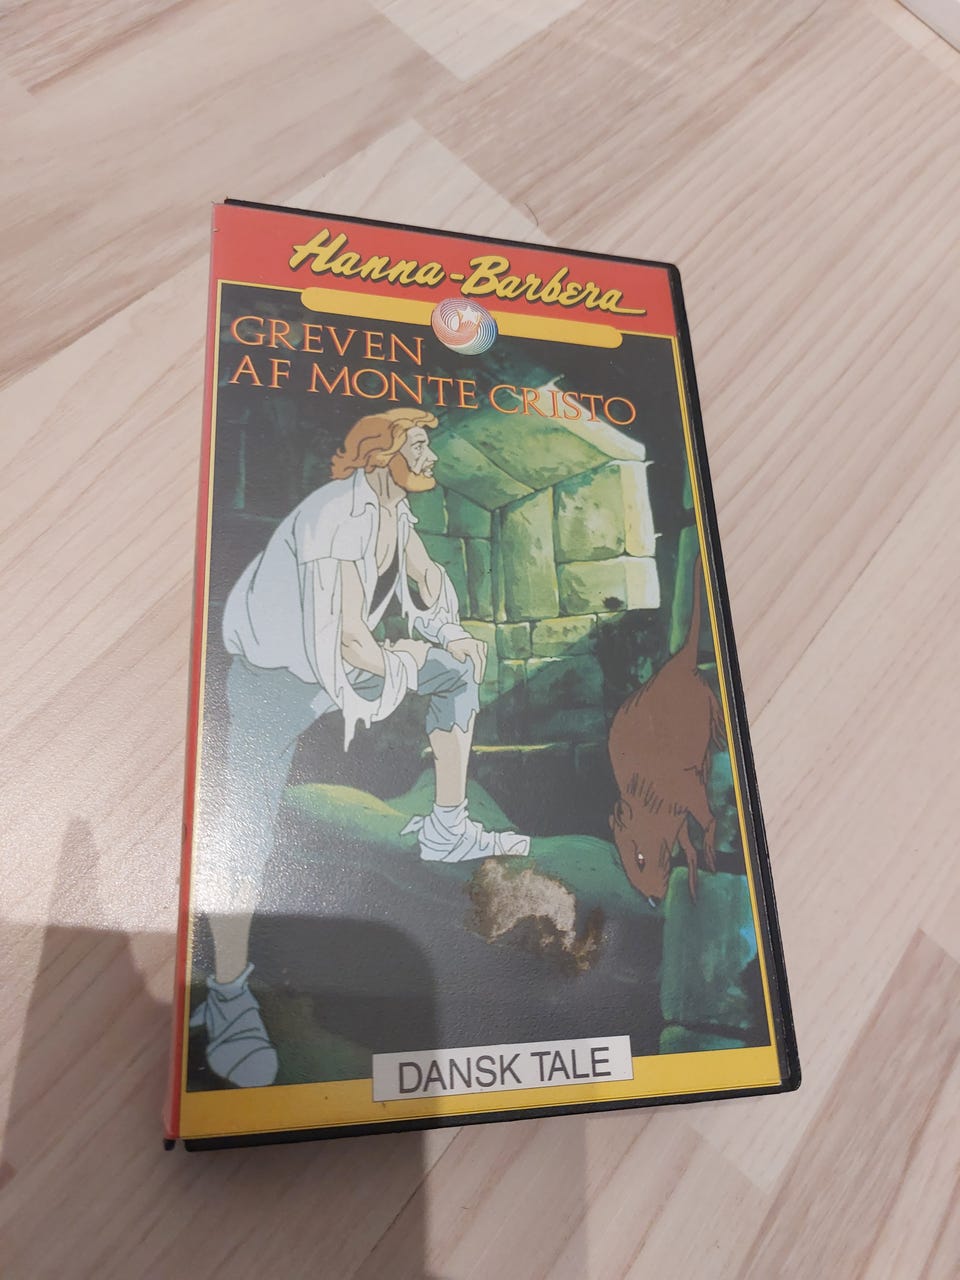 Hanna-Barbera
GREVEN
AF MONTE CRISTO
DANSK TALE